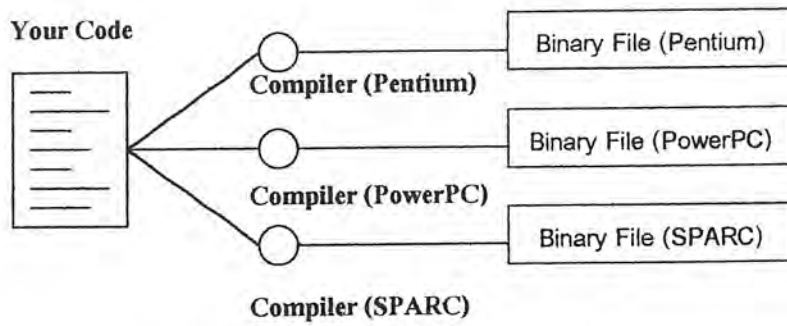 Your Code
Binary File (Pentium)
Compiler (Pentium)
Binary File (PowerPC)
Compiler (PowerPC)
Binary File (SPARC)
Compiler (SPARC)